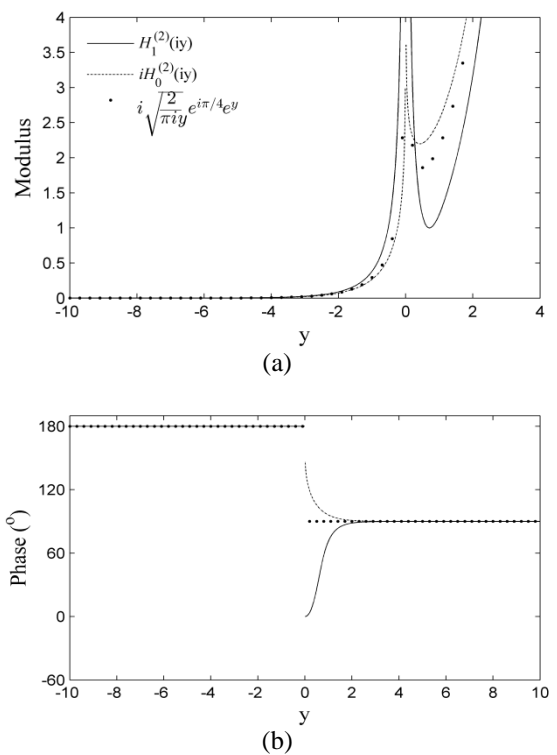 4
3.5
3
2.5
2
1.5
1
0.5
0
Modulus
H₁⁽²⁾(iy)
iH₀⁽²⁾(iy)
i√(2/πiy) e^{iπ/4}e^y
-10 -8 -6 -4 -2 0 2 4
y
(a)
180
120
60
0
-60
Phase (⁰)
-10 -8 -6 -4 -2 0 2 4 6 8 10
y
(b)